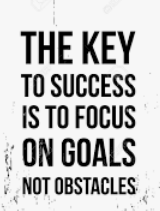 THE KEY
TO SUCCESS
IS TO FOCUS
ON GOALS
NOT OBSTACLES